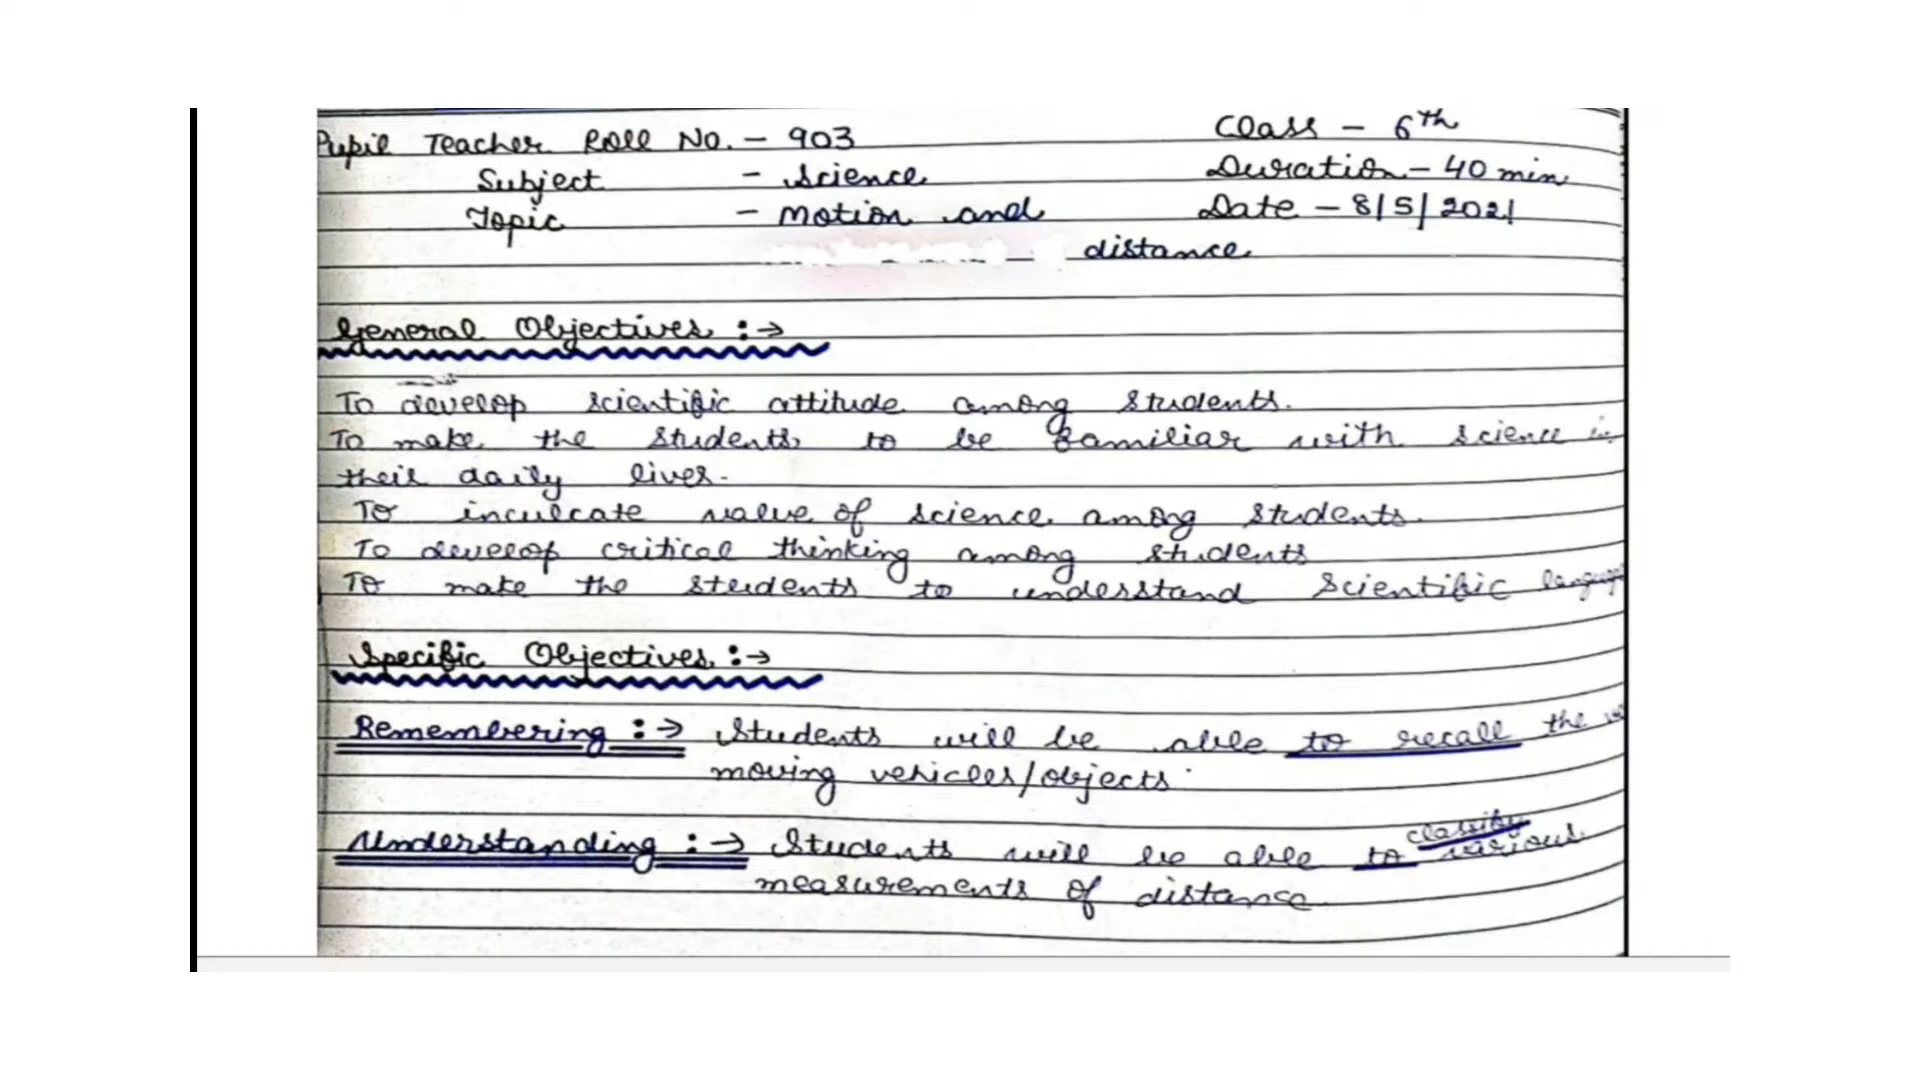 Pupil Teacher Roll No. - 903 Class - 6th
Subject - Science Duration - 40 min
Topic - Motion and Date - 8/5/2021
distance
General Objectives :→
To develop scientific attitude among students.
To make the students to be familiar with science in
their daily lives.
To inculcate value of science among students.
To develop critical thinking among students
To make the students to understand Scientific language
Specific Objectives :→
Remembering :→ Students will be able to recall the
moving vehicles/objects.
Understanding :→ Students will be able to classify various
measurements of distance